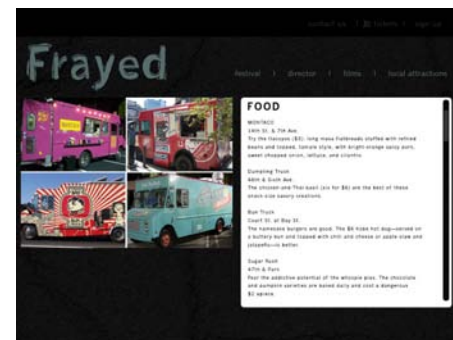 contact us | tickets | sign up
Frayed
festival | director | films | local attractions
FOOD
MONTOCO
14th St. & 7th Ave.
Try the tlacoyos ($3): long masa flatbreads stuffed with refried
beans and topped, tostada style, with bright-orange salsy pork,
sweet chopped onion, lettuce, and cilantro
Dumpling Truck
46th & Sixth Ave.
The chicken-and-Thai-basil (six for $6) are the best of these
snack-size savory creations.
Bun Truck
Court St. at Bay St.
The namesake burgers are good. The $6 Kobe hot dog—served on
a buttery bun and topped with chili and cheese or apple slaw and
jalapeño—is better.
Sugar Rush
47th & Park
Fear the addictive potential of the whoopie pies. The chocolate
and pumpkin varieties are baked daily and cost a dangerous
$2 apiece.